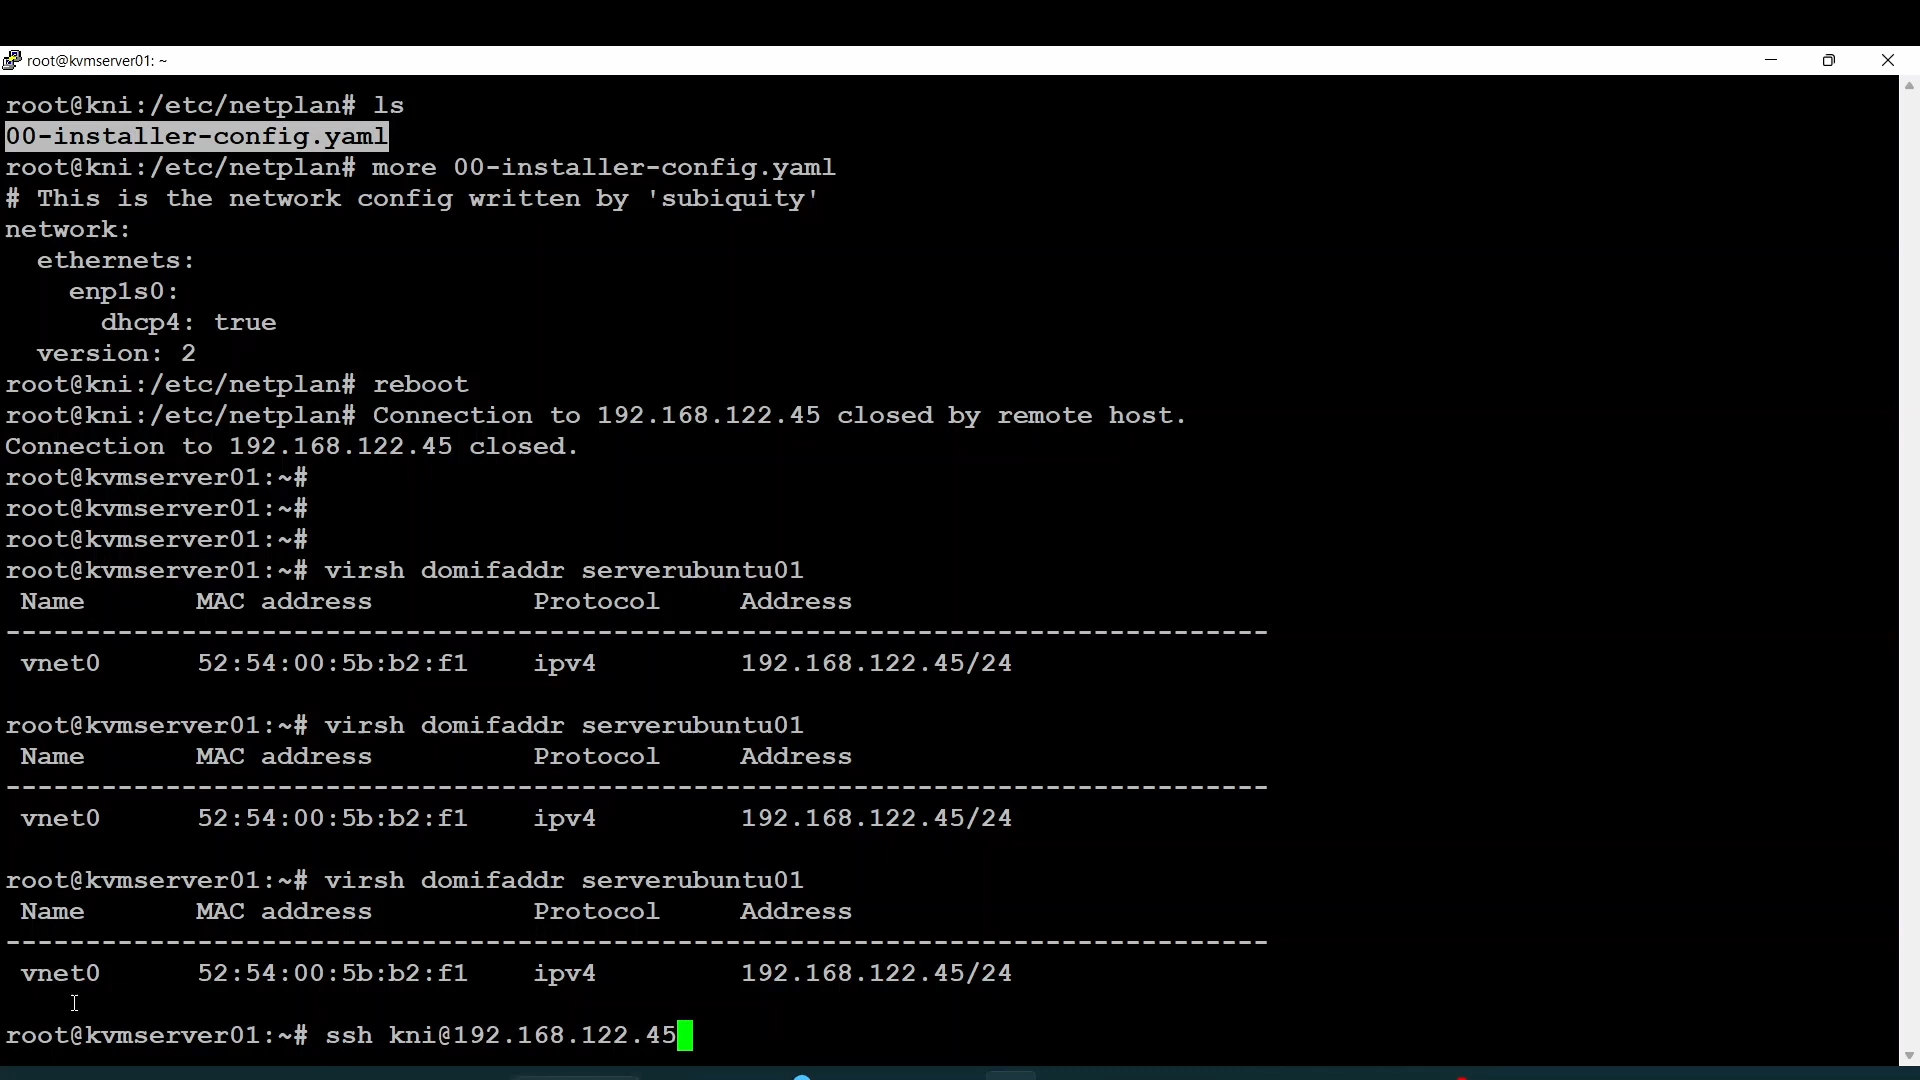 root@kvmserver01: ~
root@kni:/etc/netplan# ls
00-installer-config.yaml
root@kni:/etc/netplan# more 00-installer-config.yaml
# This is the network config written by 'subiquity'
network:
  ethernets:
    enp1s0:
      dhcp4: true
  version: 2
root@kni:/etc/netplan# reboot
root@kni:/etc/netplan# Connection to 192.168.122.45 closed by remote host.
Connection to 192.168.122.45 closed.
root@kvmserver01:~#
root@kvmserver01:~#
root@kvmserver01:~#
root@kvmserver01:~# virsh domifaddr serverubuntu01
 Name       MAC address          Protocol     Address
-------------------------------------------------------------------------------
 vnet0      52:54:00:5b:b2:f1    ipv4         192.168.122.45/24
root@kvmserver01:~# virsh domifaddr serverubuntu01
 Name       MAC address          Protocol     Address
-------------------------------------------------------------------------------
 vnet0      52:54:00:5b:b2:f1    ipv4         192.168.122.45/24
root@kvmserver01:~# virsh domifaddr serverubuntu01
 Name       MAC address          Protocol     Address
-------------------------------------------------------------------------------
 vnet0      52:54:00:5b:b2:f1    ipv4         192.168.122.45/24
root@kvmserver01:~# ssh kni@192.168.122.45